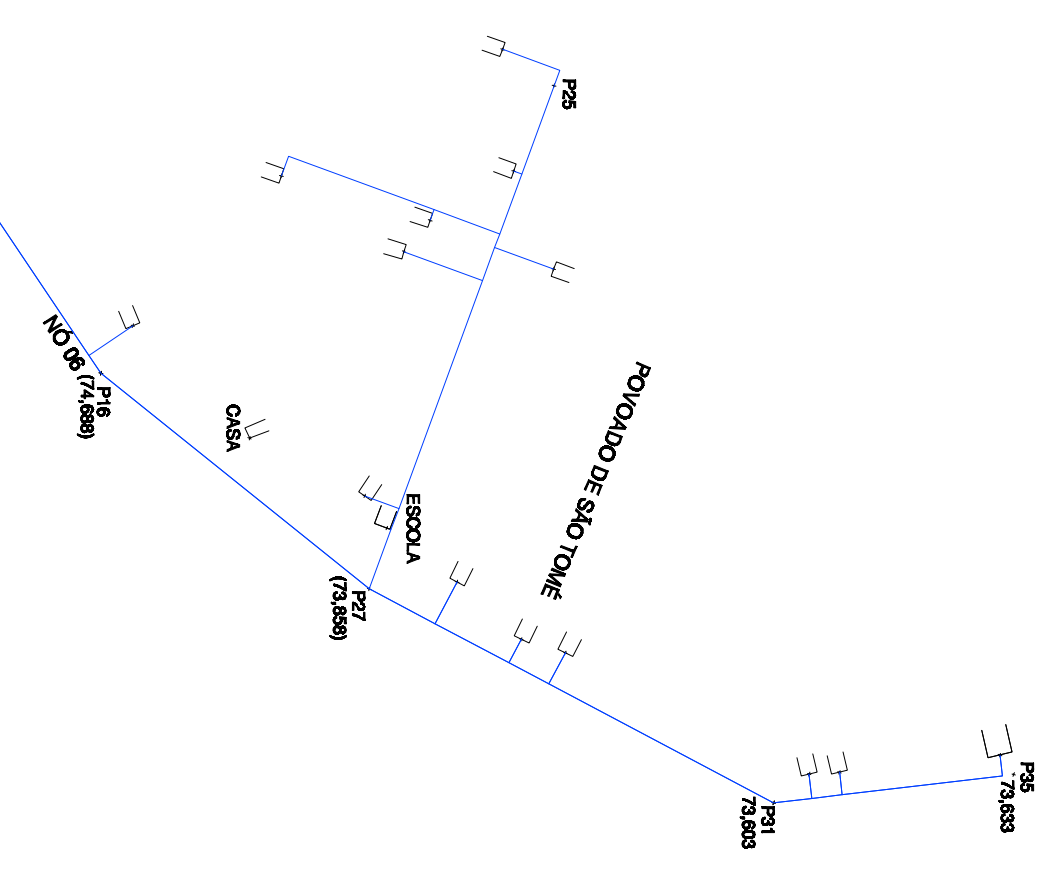 P25
NÓ 06
P16
(74,688)
CASA
ESCOLA
POVOADO DE SÃO TOMÉ
P27
(73,858)
P31
73,603
P35
73,633